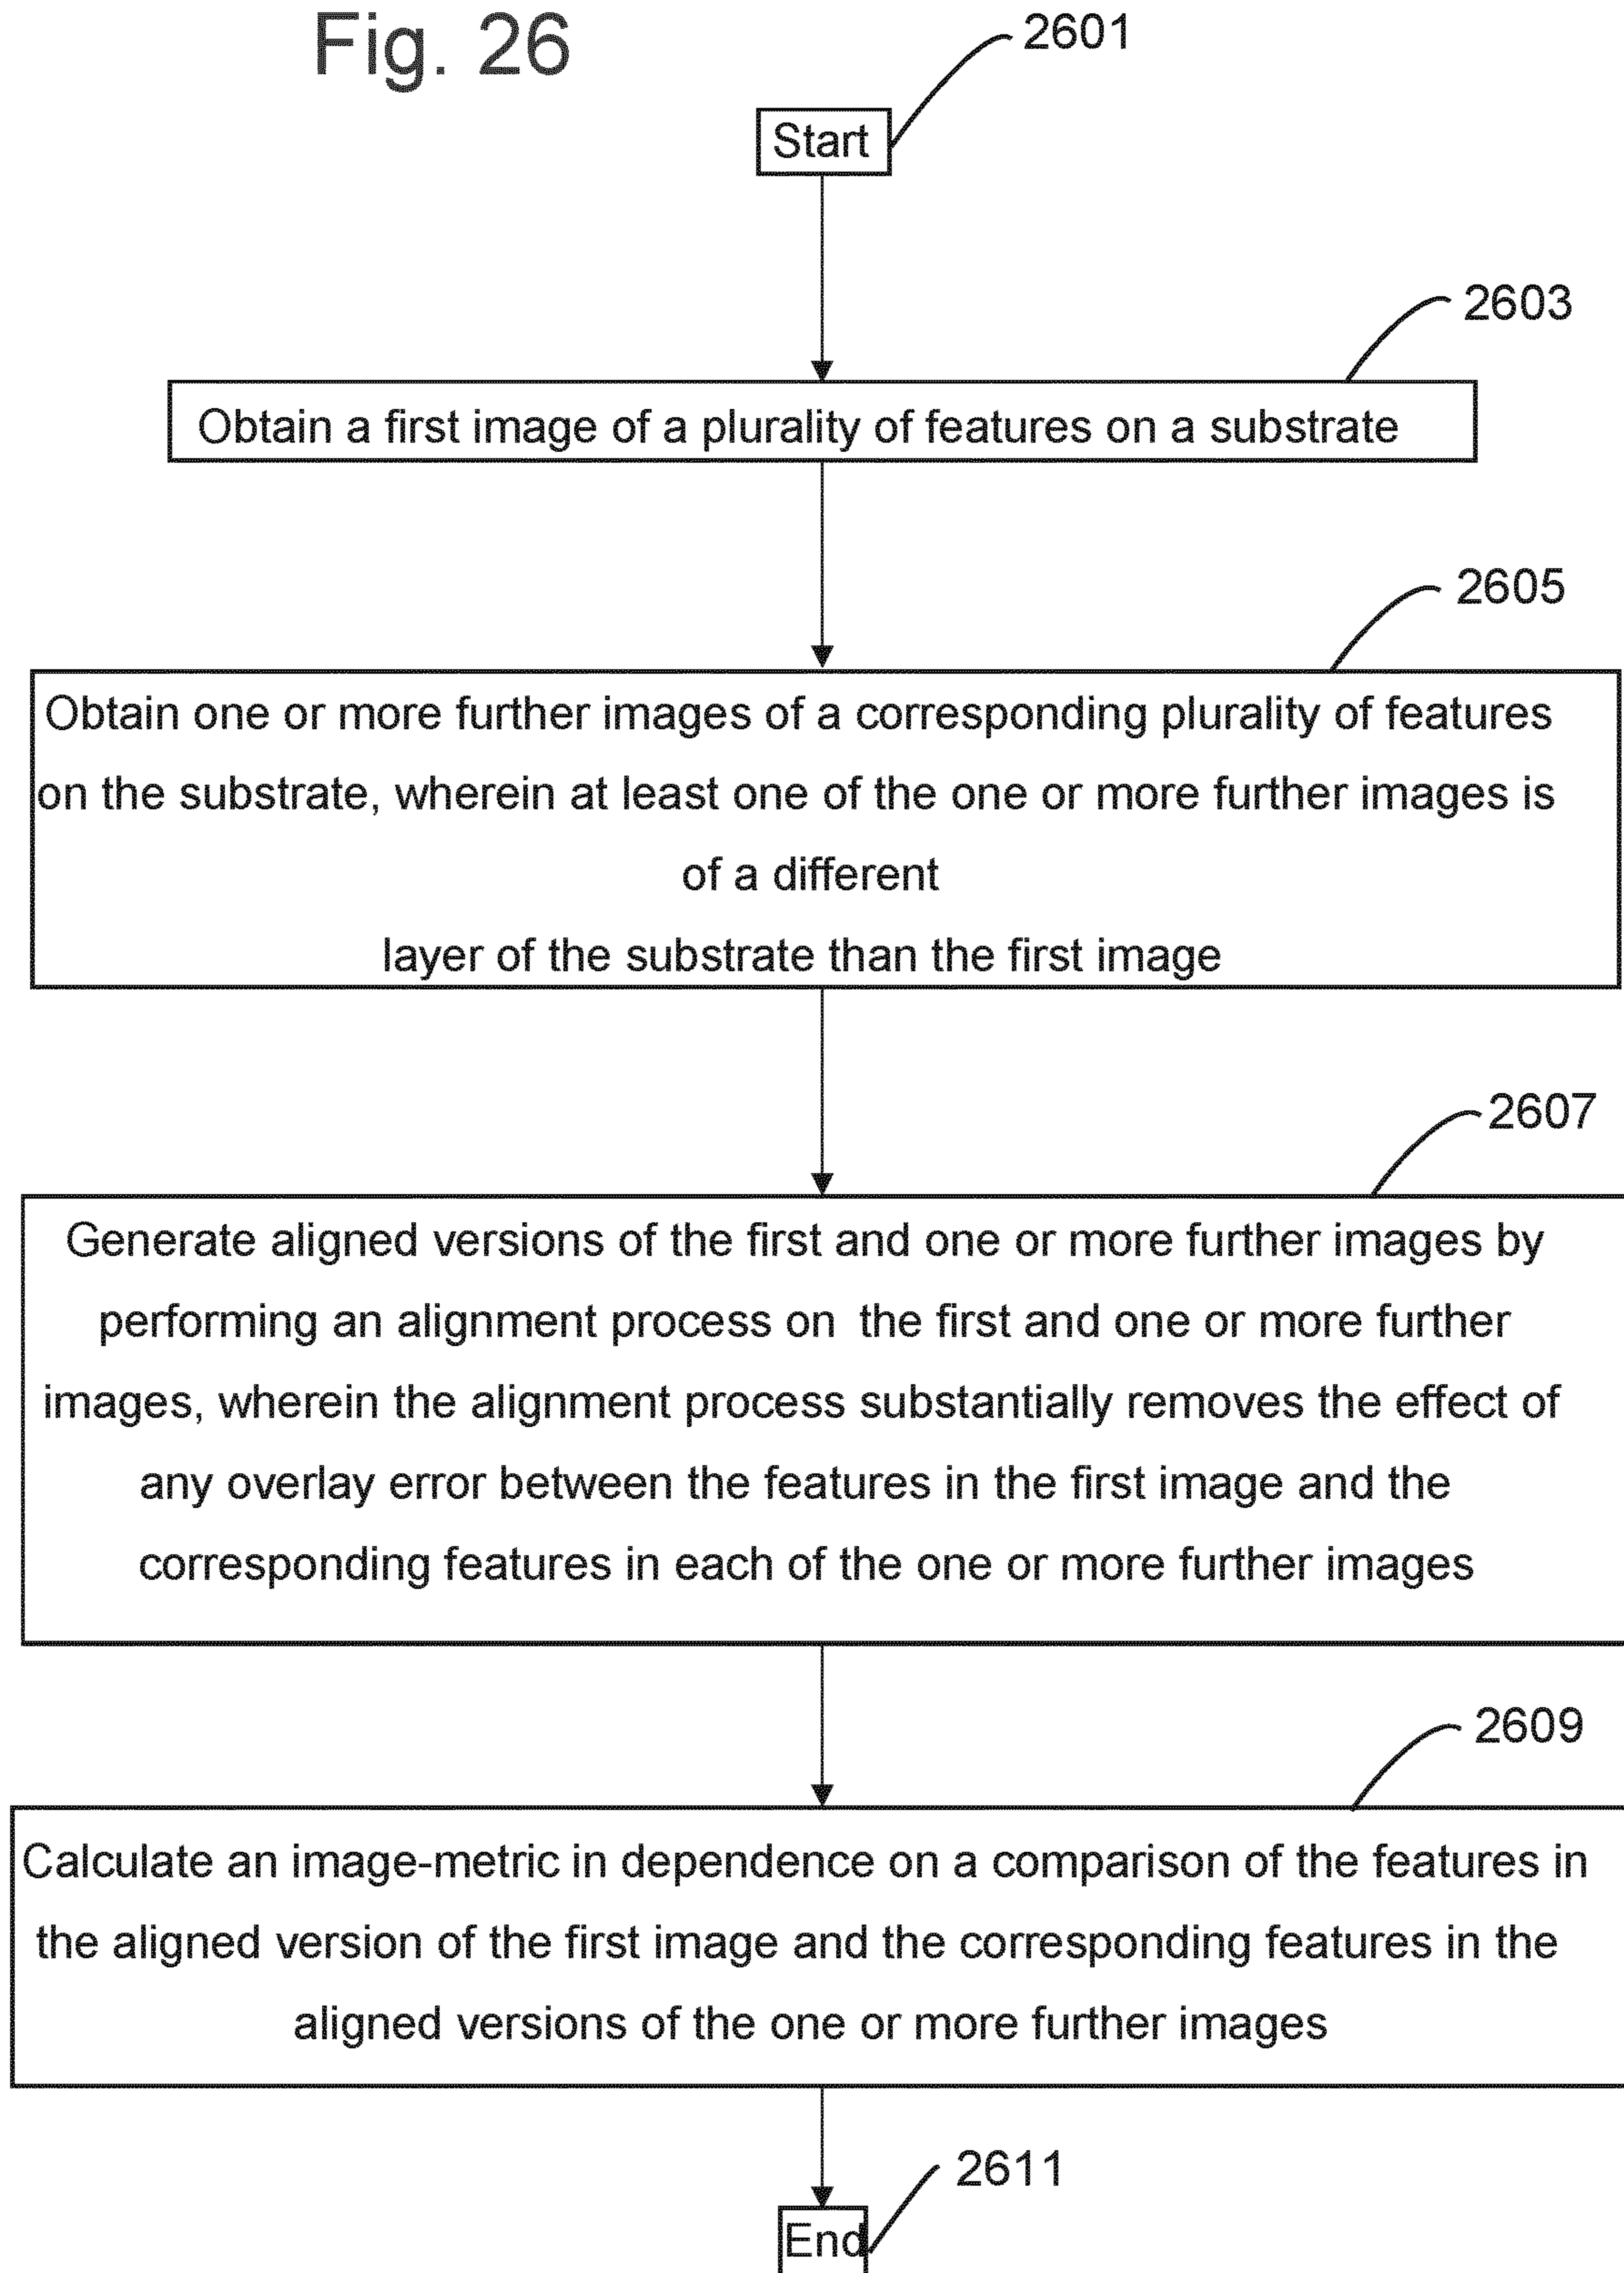 Fig. 26
2601
Start
2603
Obtain a first image of a plurality of features on a substrate
2605
Obtain one or more further images of a corresponding plurality of features
on the substrate, wherein at least one of the one or more further images is
of a different
layer of the substrate than the first image
2607
Generate aligned versions of the first and one or more further images by
performing an alignment process on the first and one or more further
images, wherein the alignment process substantially removes the effect of
any overlay error between the features in the first image and the
corresponding features in each of the one or more further images
2609
Calculate an image-metric in dependence on a comparison of the features in
the aligned version of the first image and the corresponding features in the
aligned versions of the one or more further images
2611
End